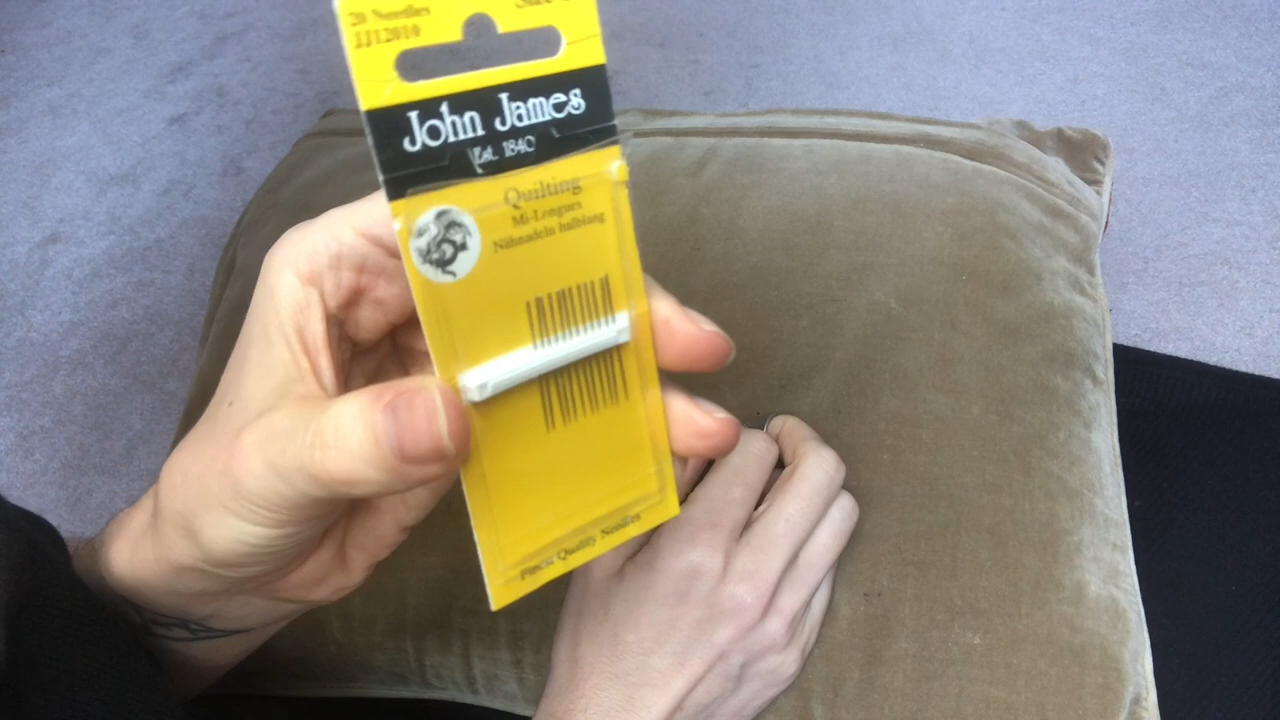 20 Needles
JJ12010
John James
Est. 1840
Quilting
Mi-Longues
Nähnadeln halblang
Finest Quality Needles